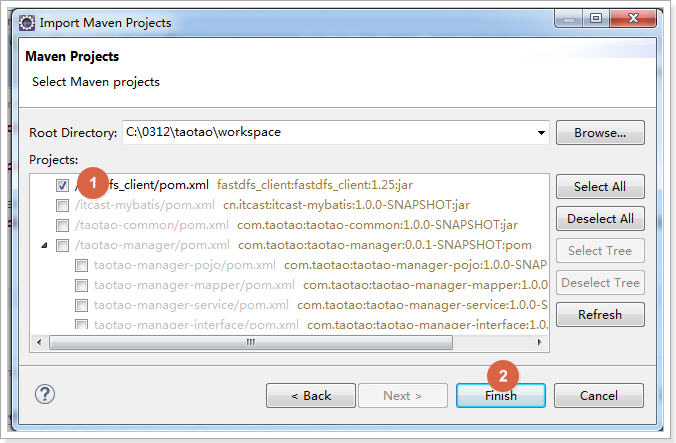 Import Maven Projects
Maven Projects
Select Maven projects
Root Directory: C:\0312\taotao\workspace Browse...
Projects:
1 dfs_client/pom.xml fastdfs_client:fastdfs_client:1.25:jar Select All
/itcast-mybatis/pom.xml cn.itcast:itcast-mybatis:1.0.0-SNAPSHOT:jar
/taotao-common/pom.xml com.taotao:taotao-common:1.0.0-SNAPSHOT:jar Deselect All
/taotao-manager/pom.xml com.taotao:taotao-manager:0.0.1-SNAPSHOT:pom Select Tree
taotao-manager-pojo/pom.xml com.taotao:taotao-manager-pojo:1.0.0-SNAP
taotao-manager-mapper/pom.xml com.taotao:taotao-manager-mapper:1.0.0 Deselect Tree
taotao-manager-service/pom.xml com.taotao:taotao-manager-service:1.0.0-S
taotao-manager-interface/pom.xml com.taotao:taotao-manager-interface:1.0. Refresh
2
? < Back Next > Finish Cancel